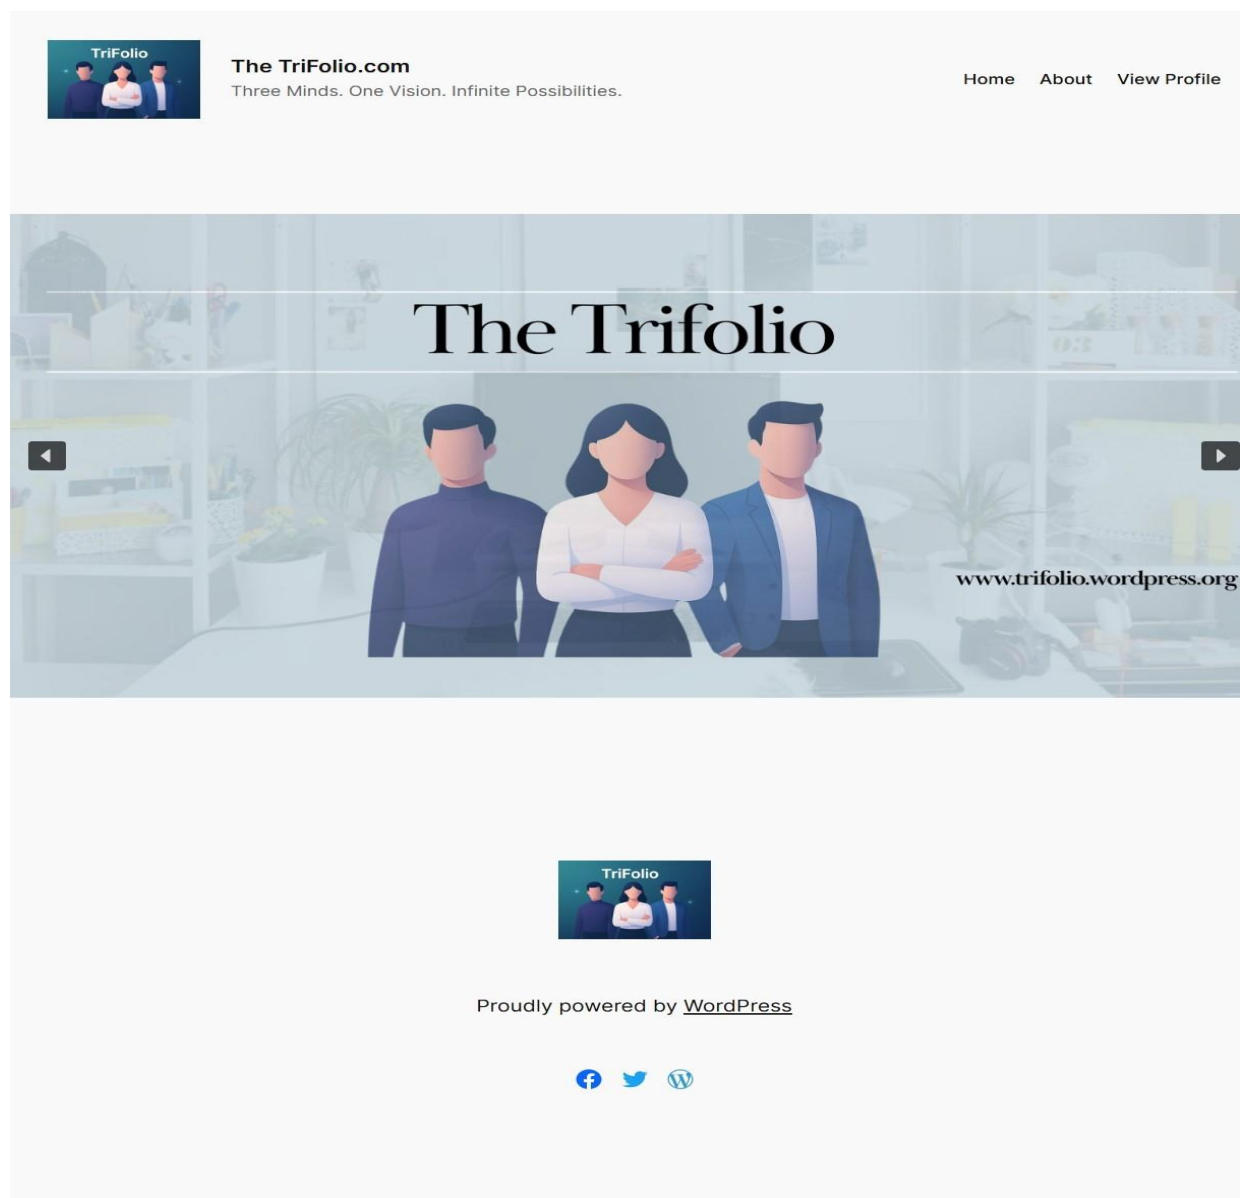 TriFolio
The TriFolio.com
Three Minds. One Vision. Infinite Possibilities.
Home About View Profile
The Trifolio
03
www.trifolio.wordpress.org
TriFolio
Proudly powered by WordPress